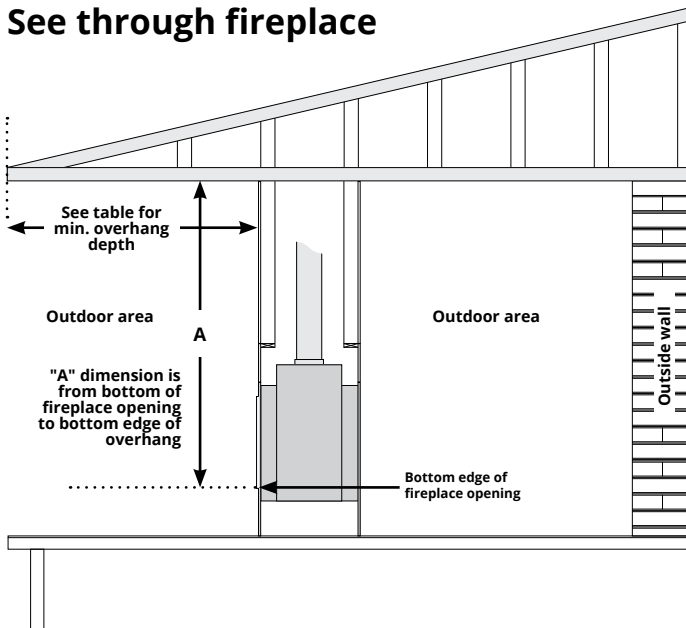 See through fireplace
See table for
min. overhang
depth
Outdoor area
A
Outdoor area
Outside wall
"A" dimension is
from bottom of
fireplace opening
to bottom edge of
overhang
Bottom edge of
fireplace opening